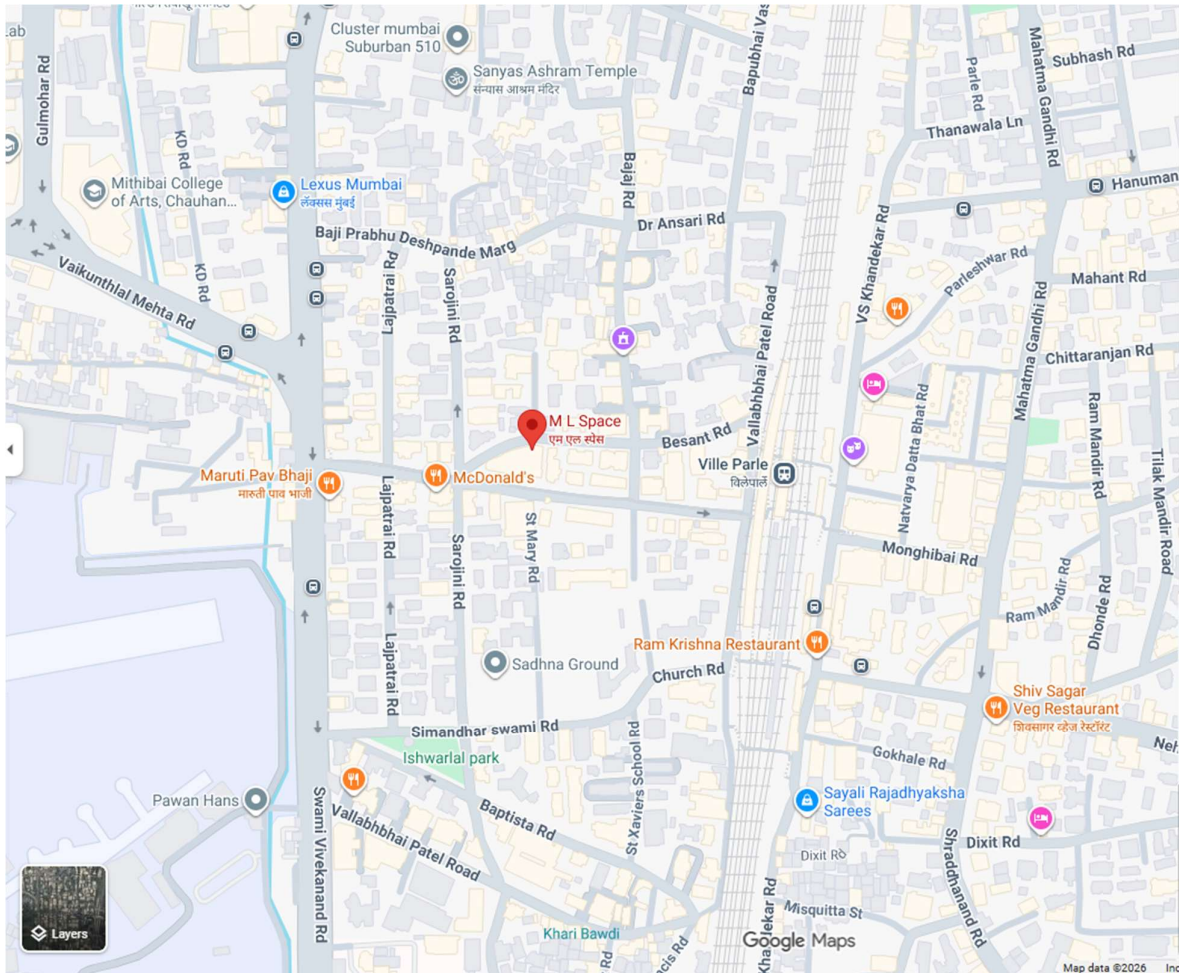 Lab
Gulmohar Rd
Cluster mumbai
Suburban 510
Sanyas Ashram Temple
संन्यास आश्रम मंदिर
Mahatma Gandhi Rd
Subhash Rd
Parle Rd
Thanawala Ln
KD Rd
Mithibai College
of Arts, Chauhan...
Lexus Mumbai
लॅक्सस मुंबई
Bajaj Rd
Hanuman
Baji Prabhu Deshpande Marg
Dr Ansari Rd
VS Khandekar Rd
Parleshwar Rd
KD Rd
Vaikunthlal Mehta Rd
Lajpatrai Rd
Sarojini Rd
Vallabhbhai Patel Road
Mahatma Gandhi Rd
Mahant Rd
Chittaranjan Rd
M L Space
एम एल स्पेस
Besant Rd
Natvarya Datta Bhat Rd
Ram Mandir Rd
Tilak Mandir Road
Maruti Pav Bhaji
मारुती पाव भाजी
McDonald's
Ville Parle
विलेपार्ले
Lajpatrai Rd
Sarojini Rd
St Mary Rd
Monghibai Rd
Ram Mandir Rd
Dhonde Rd
Lajpatrai Rd
Sadhna Ground
Ram Krishna Restaurant
Church Rd
Shiv Sagar
Veg Restaurant
शिवसागर व्हेज रेस्टॉरंट
Simandhar swami Rd
Ishwarlal park
St Xaviers School Rd
Gokhale Rd
Pawan Hans
Swami Vivekanand Rd
Vallabhbhai Patel Road
Baptista Rd
Sayali Rajadhyaksha
Sarees
Dixit Rd
Dixit Rd
Shraddhanand Rd
Misquitta St
Layers
Khari Bawdi
Google Maps
Map data ©2026